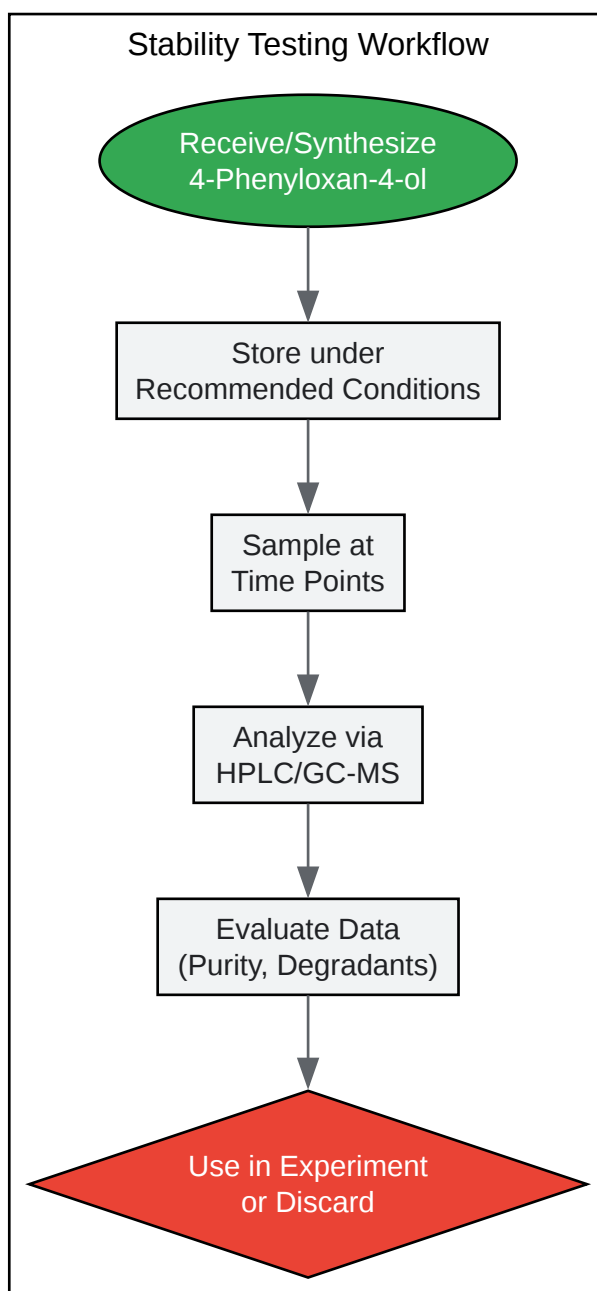 Stability Testing Workflow
Receive/Synthesize
4-Phenyloxan-4-ol
Store under
Recommended Conditions
Sample at
Time Points
Analyze via
HPLC/GC-MS
Evaluate Data
(Purity, Degradants)
Use in Experiment
or Discard